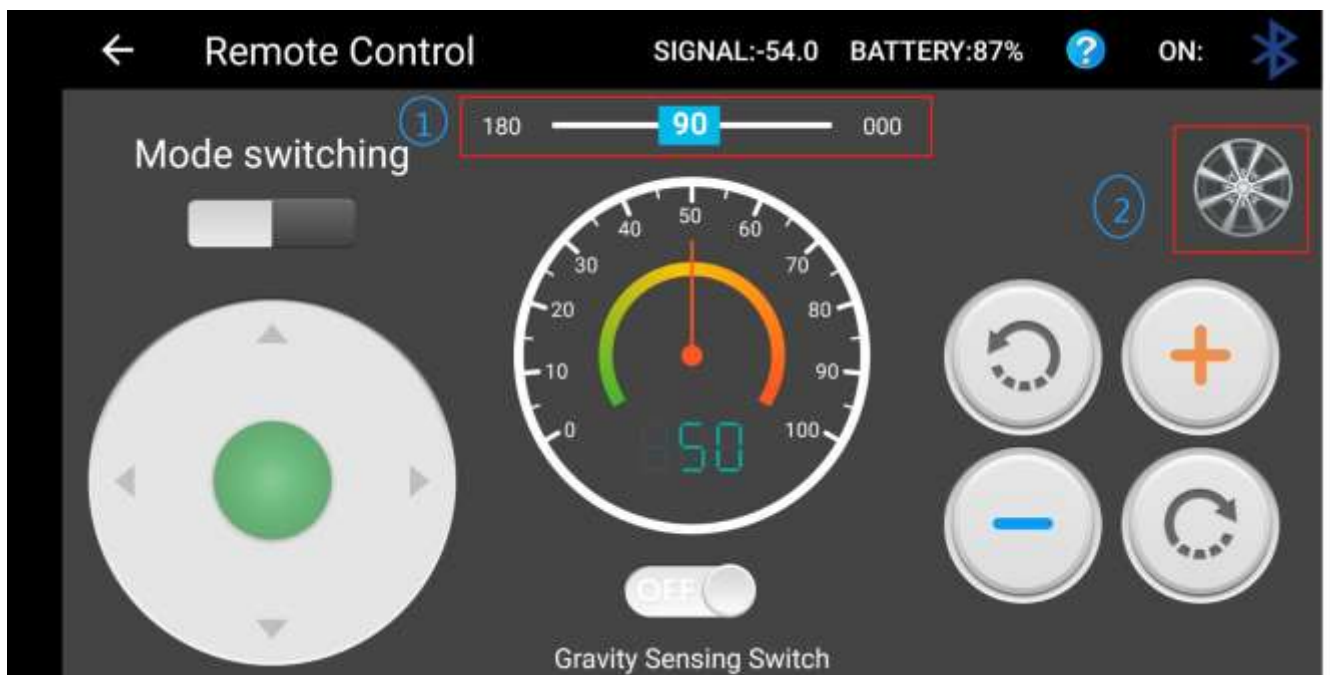 Remote Control SIGNAL:-54.0 BATTERY:87% ? ON:
1 180 90 000
Mode switching
2
50
40 60
30 70
20 80
10 90
0 100
50
OFF
Gravity Sensing Switch